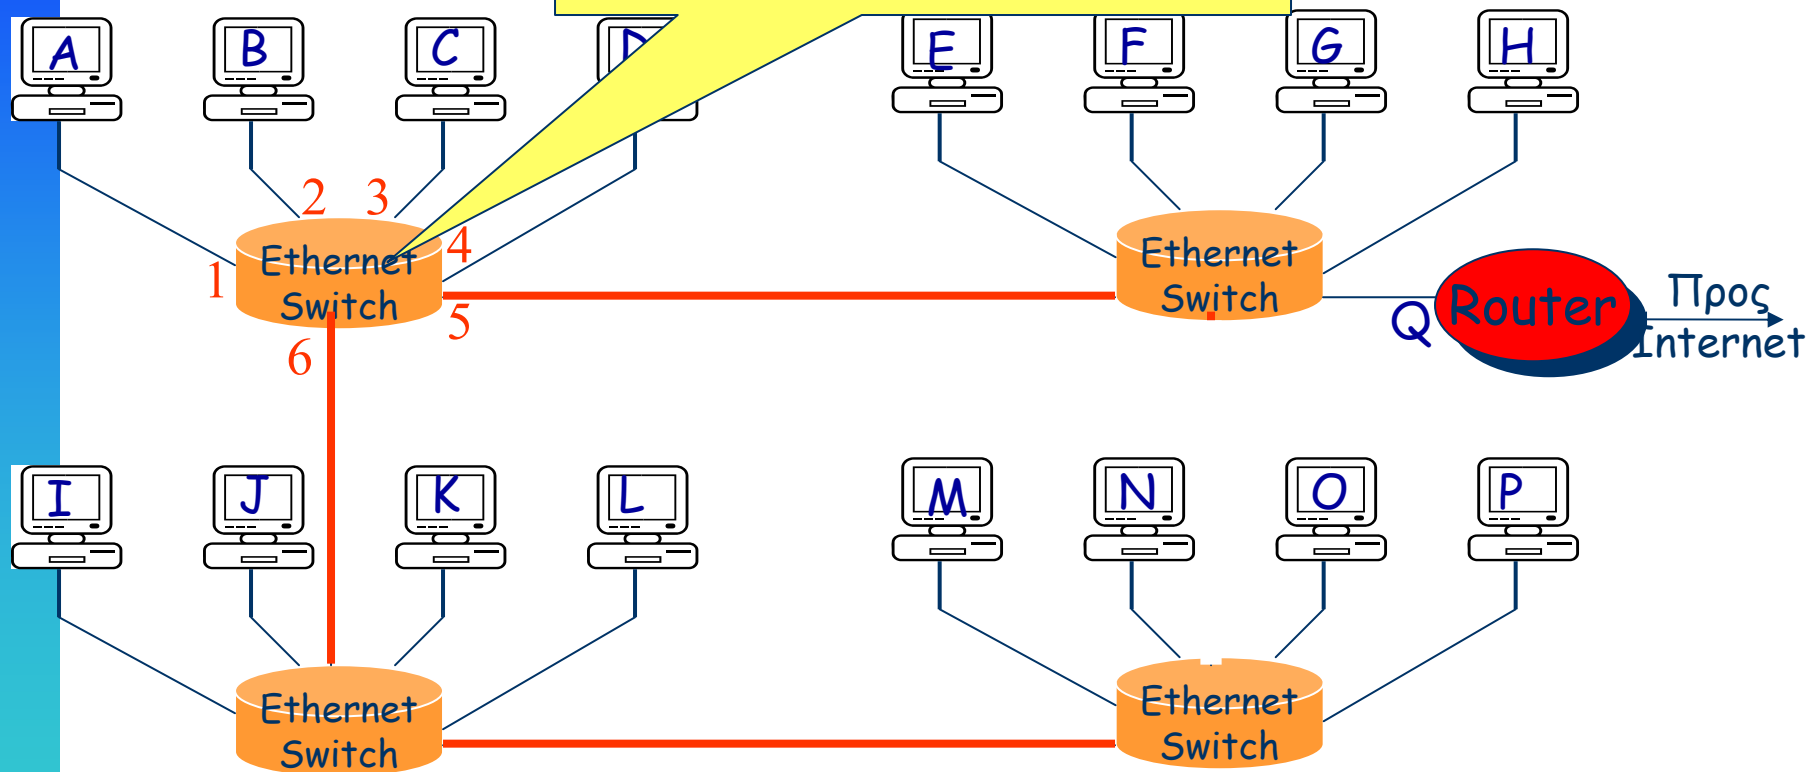 A B C D E F G H
2 3
4
1
Ethernet
Switch
5
6
Ethernet
Switch
Q
Router
Προς
Internet
I J K L M N O P
Ethernet
Switch
Ethernet
Switch